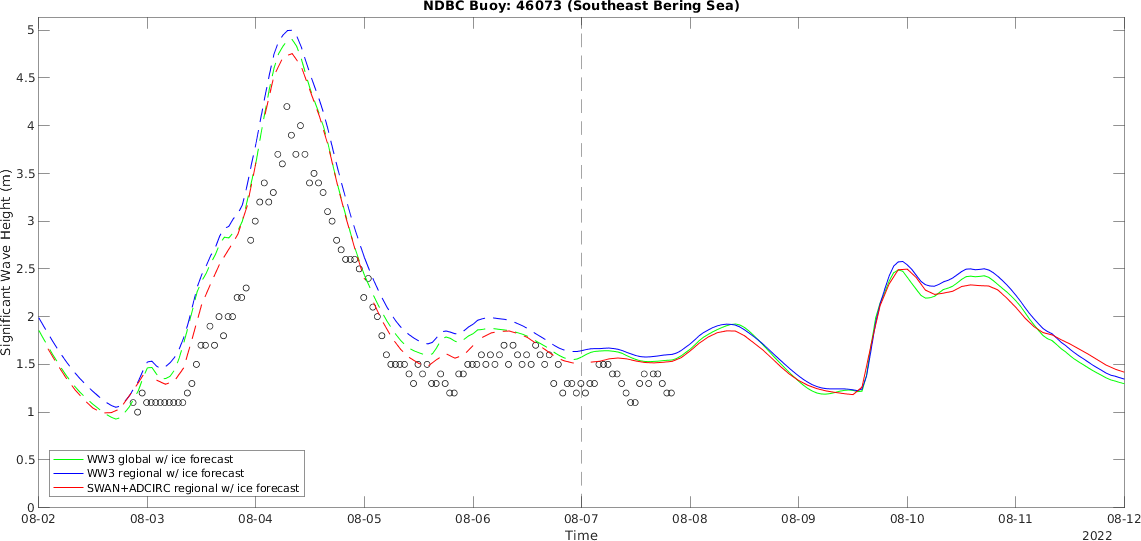 NDBC Buoy: 46073 (Southeast Bering Sea)
5
4.5
4
3.5
3
2.5
2
1.5
1
0.5
0
Significant Wave Height (m)
WW3 global w/ ice forecast
WW3 regional w/ ice forecast
SWAN+ADCIRC regional w/ ice forecast
08-02 08-03 08-04 08-05 08-06 08-07 08-08 08-09 08-10 08-11 08-12
Time
2022